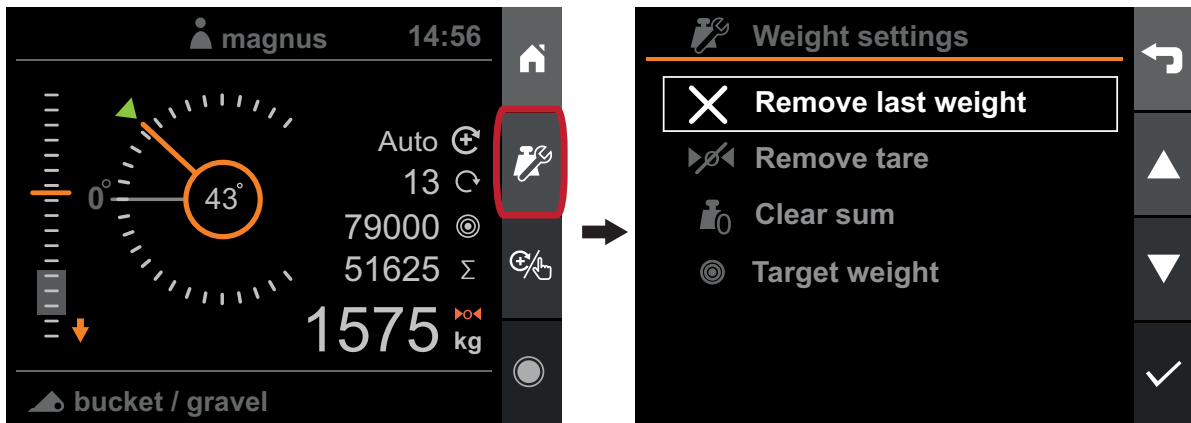 magnus 14:56
Auto
13
0° 43°
79000
51625 Σ
1575 kg
bucket / gravel
Weight settings
Remove last weight
Remove tare
0 Clear sum
Target weight